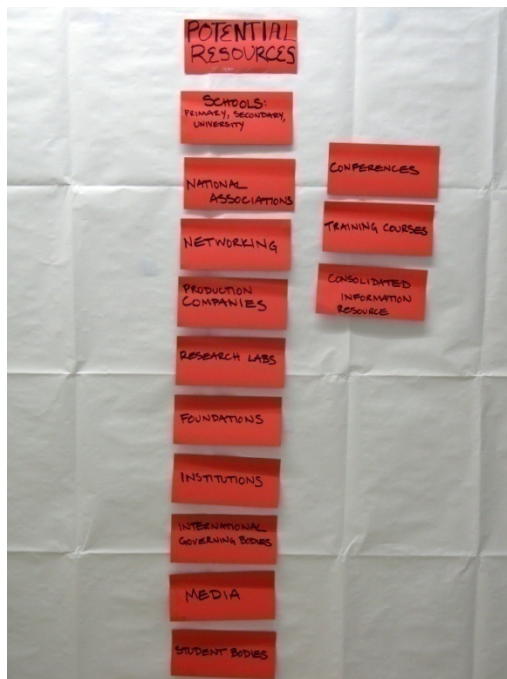 POTENTIAL
RESOURCES
SCHOOLS:
PRIMARY, SECONDARY,
UNIVERSITY
NATIONAL
ASSOCIATIONS
NETWORKING
PRODUCTION
COMPANIES
RESEARCH LABS
FOUNDATIONS
INSTITUTIONS
INTERNATIONAL
GOVERNING BODIES
MEDIA
STUDENT BODIES
CONFERENCES
TRAINING COURSES
CONSOLIDATED
INFORMATION
RESOURCE